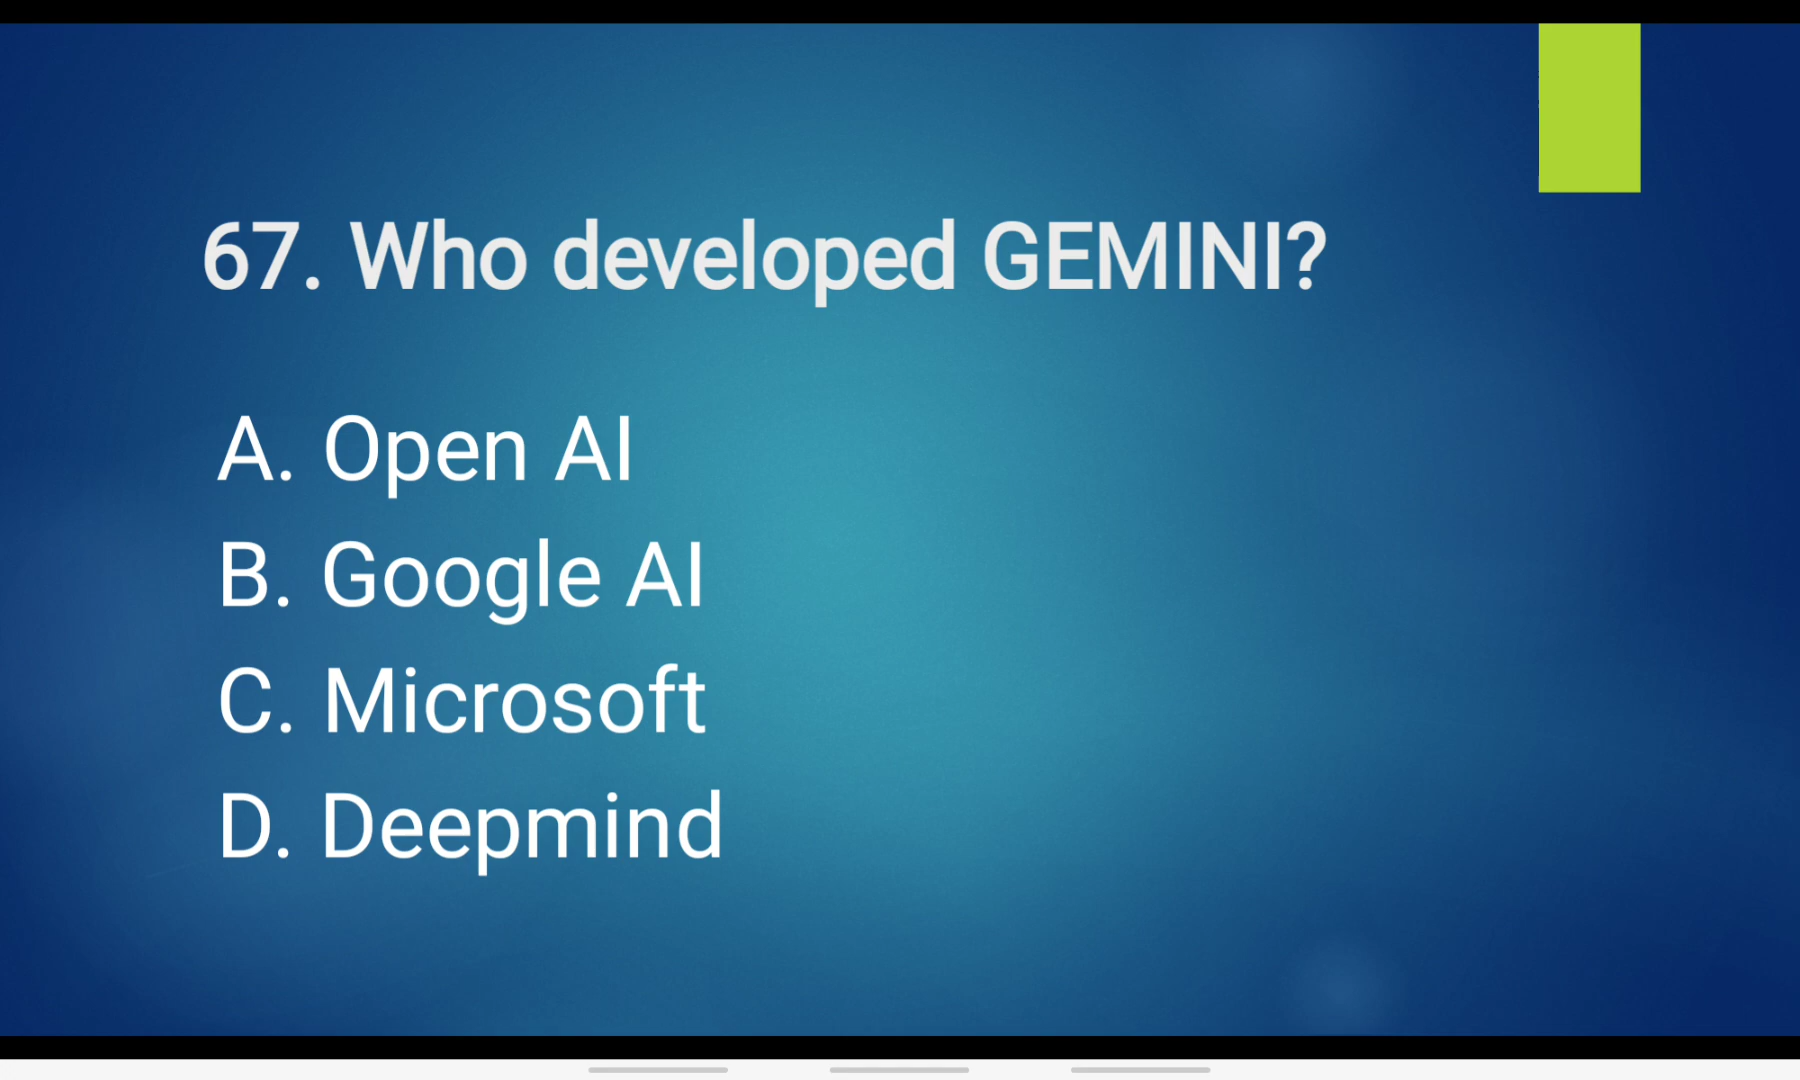 67. Who developed GEMINI?
A. Open AI
B. Google AI
C. Microsoft
D. Deepmind